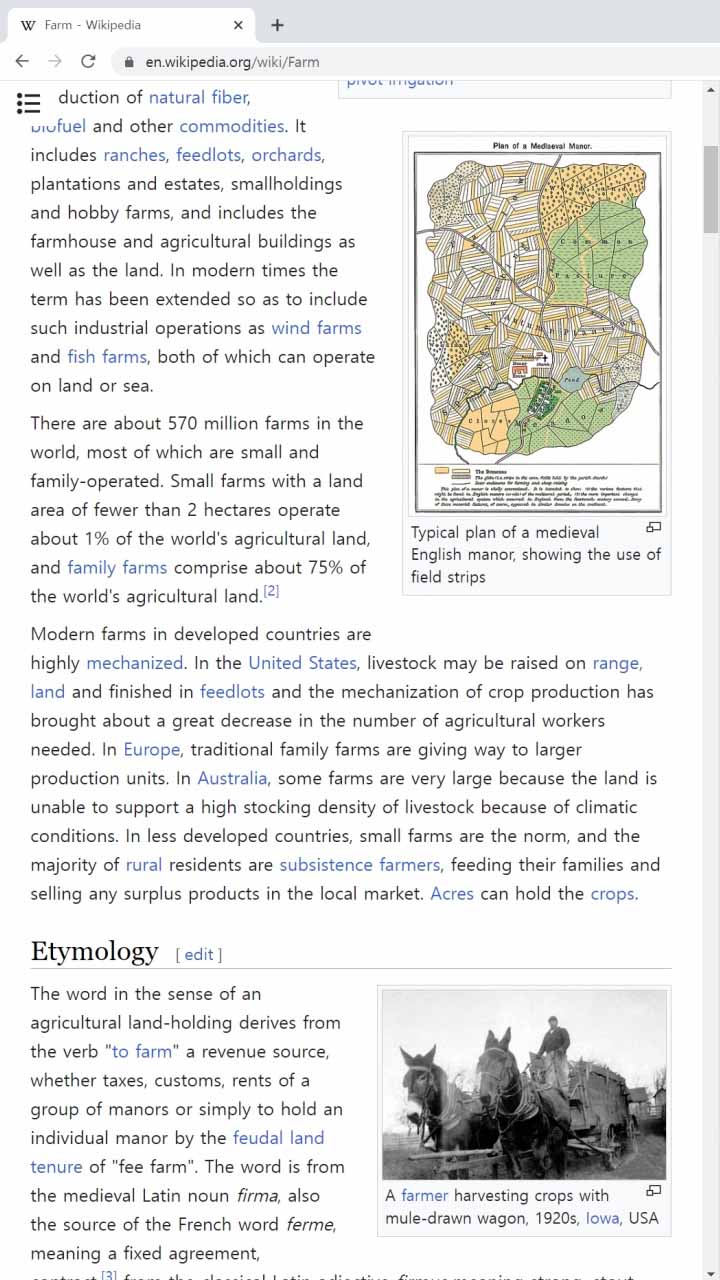 Farm - Wikipedia
en.wikipedia.org/wiki/Farm
pivot irrigation
duction of natural fiber,
biofuel and other commodities. It
includes ranches, feedlots, orchards,
plantations and estates, smallholdings
and hobby farms, and includes the
farmhouse and agricultural buildings as
well as the land. In modern times the
term has been extended so as to include
such industrial operations as wind farms
and fish farms, both of which can operate
on land or sea.
Plan of a Mediaeval Manor.
Common
Pasture
Pond
Close
The Demesne
Typical plan of a medieval
English manor, showing the use of
field strips
There are about 570 million farms in the
world, most of which are small and
family-operated. Small farms with a land
area of fewer than 2 hectares operate
about 1% of the world's agricultural land,
and family farms comprise about 75% of
the world's agricultural land.[2]
Modern farms in developed countries are
highly mechanized. In the United States, livestock may be raised on range,
land and finished in feedlots and the mechanization of crop production has
brought about a great decrease in the number of agricultural workers
needed. In Europe, traditional family farms are giving way to larger
production units. In Australia, some farms are very large because the land is
unable to support a high stocking density of livestock because of climatic
conditions. In less developed countries, small farms are the norm, and the
majority of rural residents are subsistence farmers, feeding their families and
selling any surplus products in the local market. Acres can hold the crops.
Etymology [ edit ]
The word in the sense of an
agricultural land-holding derives from
the verb "to farm" a revenue source,
whether taxes, customs, rents of a
group of manors or simply to hold an
individual manor by the feudal land
tenure of "fee farm". The word is from
the medieval Latin noun firma, also
the source of the French word ferme,
meaning a fixed agreement,
contract,[3] from the classical Latin adjective firmus meaning strong, stout,
A farmer harvesting crops with
mule-drawn wagon, 1920s, Iowa, USA